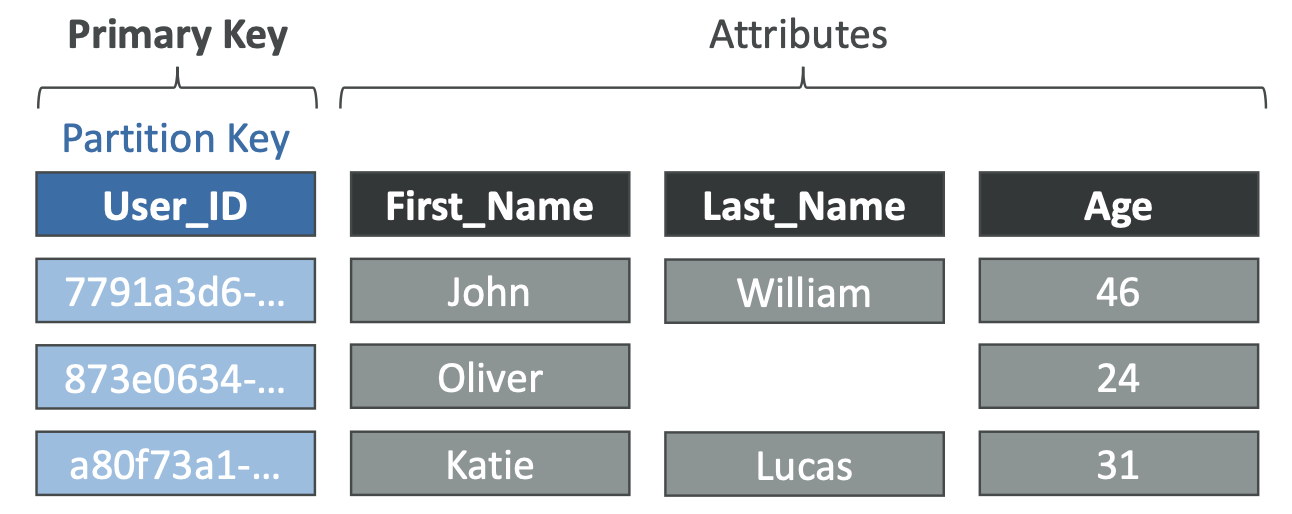 Primary Key Attributes
Partition Key
User_ID First_Name Last_Name Age
7791a3d6-... John William 46
873e0634-... Oliver 24
a80f73a1-... Katie Lucas 31